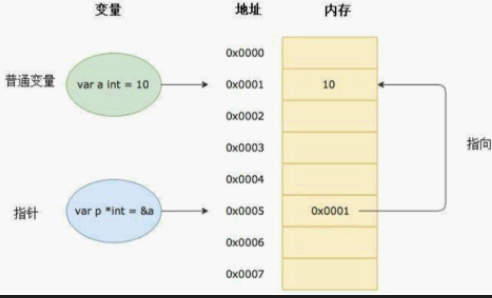 变量 地址 内存
0x0000
普通变量 var a int = 10 0x0001 10
0x0002
0x0003 指向
0x0004
指针 var p *int = &a 0x0005 0x0001
0x0006
0x0007